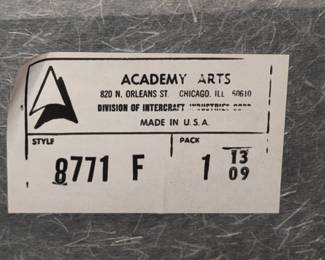 ACADEMY ARTS
820 N. ORLEANS ST. CHICAGO, ILL 60610
DIVISION OF INTERCRAFT INDUSTRIES CORP
MADE IN U.S.A.
STYLE PACK
8771 F 1 13
09